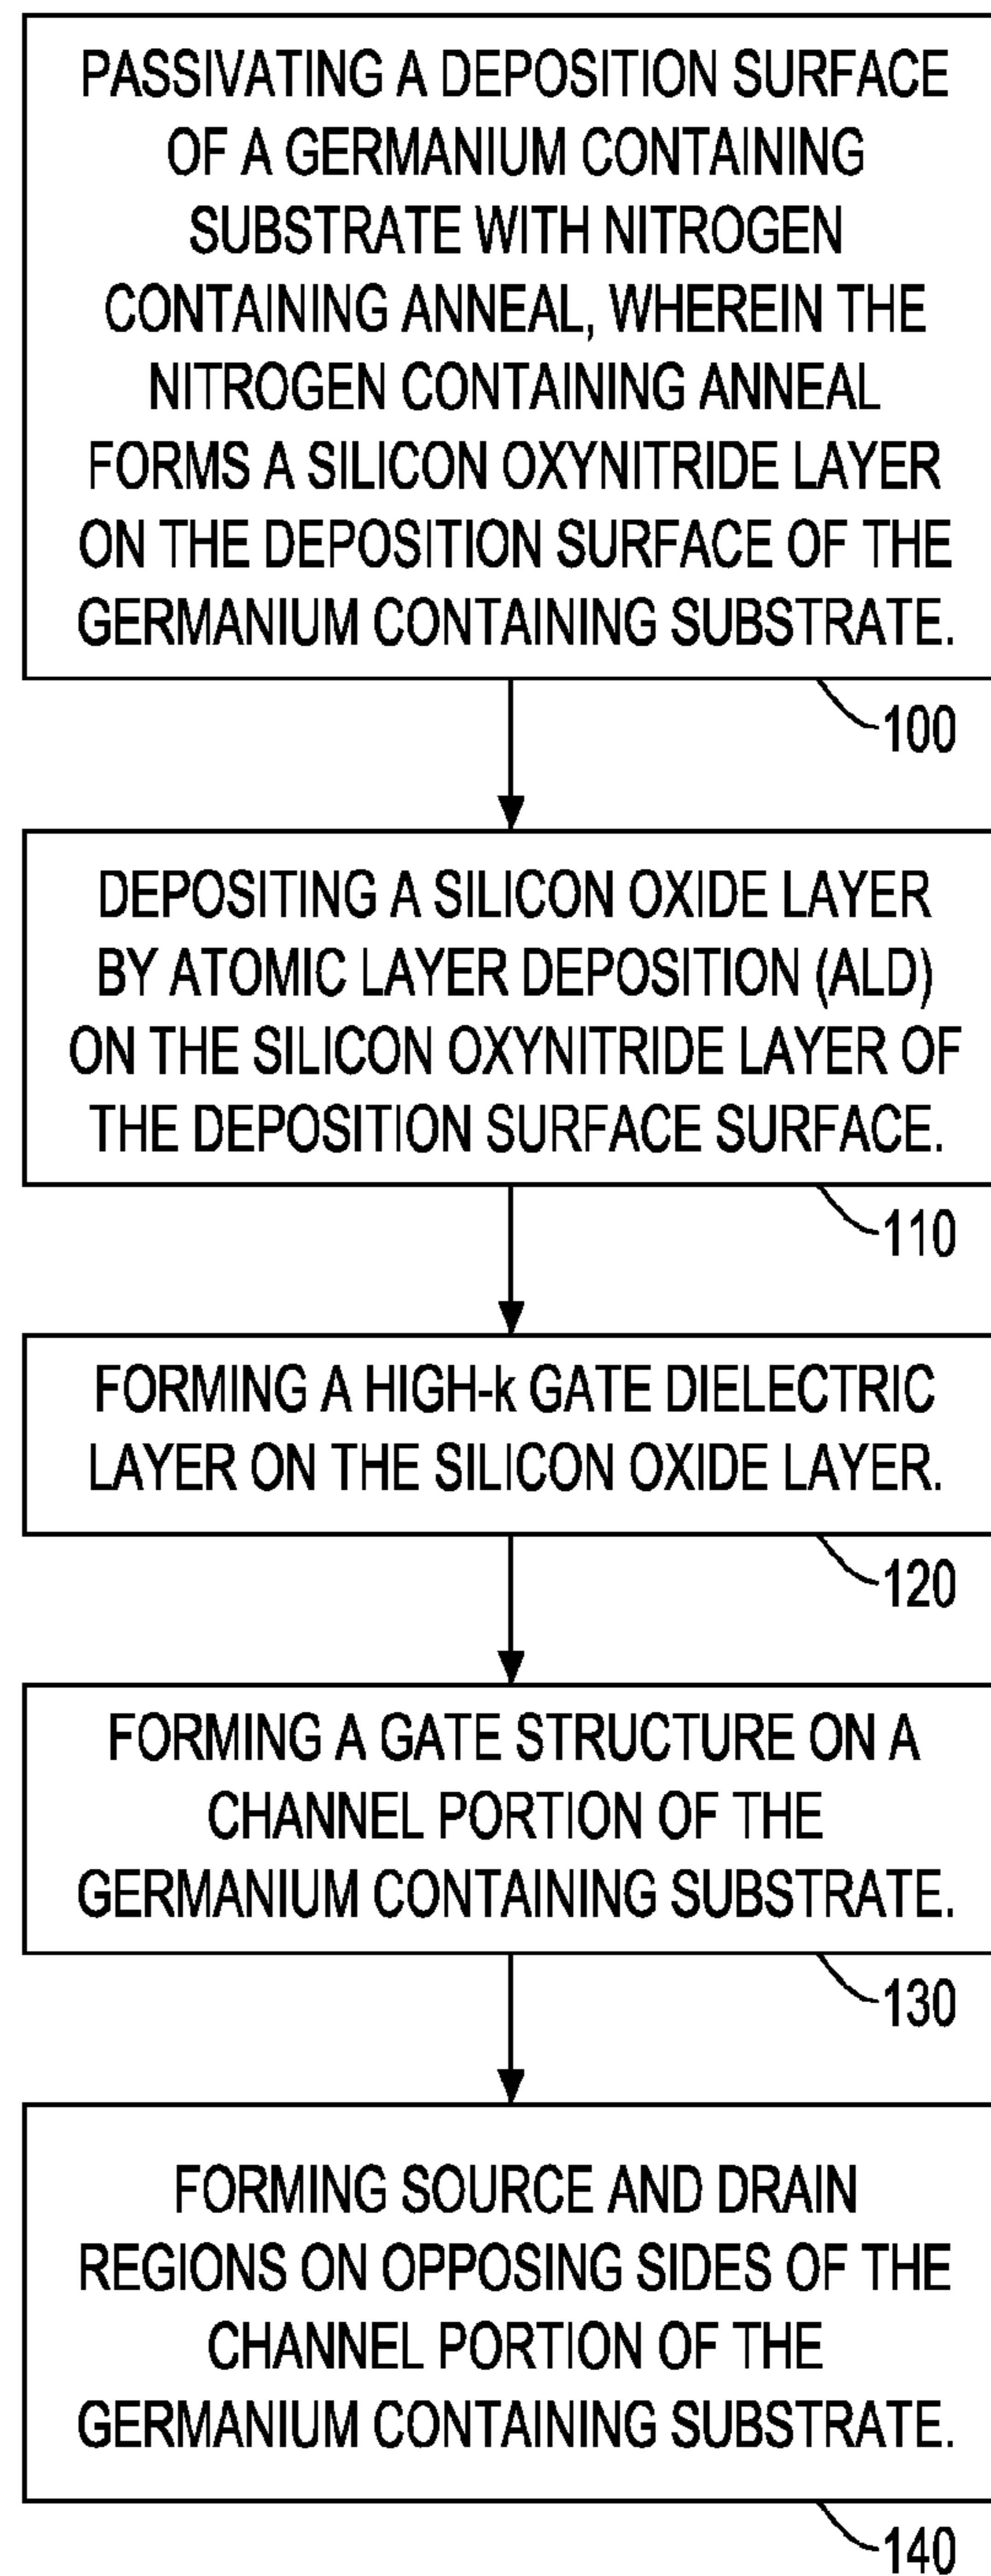 PASSIVATING A DEPOSITION SURFACE
OF A GERMANIUM CONTAINING
SUBSTRATE WITH NITROGEN
CONTAINING ANNEAL, WHEREIN THE
NITROGEN CONTAINING ANNEAL
FORMS A SILICON OXYNITRIDE LAYER
ON THE DEPOSITION SURFACE OF THE
GERMANIUM CONTAINING SUBSTRATE.
100
DEPOSITING A SILICON OXIDE LAYER
BY ATOMIC LAYER DEPOSITION (ALD)
ON THE SILICON OXYNITRIDE LAYER OF
THE DEPOSITION SURFACE SURFACE.
110
FORMING A HIGH-k GATE DIELECTRIC
LAYER ON THE SILICON OXIDE LAYER.
120
FORMING A GATE STRUCTURE ON A
CHANNEL PORTION OF THE
GERMANIUM CONTAINING SUBSTRATE.
130
FORMING SOURCE AND DRAIN
REGIONS ON OPPOSING SIDES OF THE
CHANNEL PORTION OF THE
GERMANIUM CONTAINING SUBSTRATE.
140